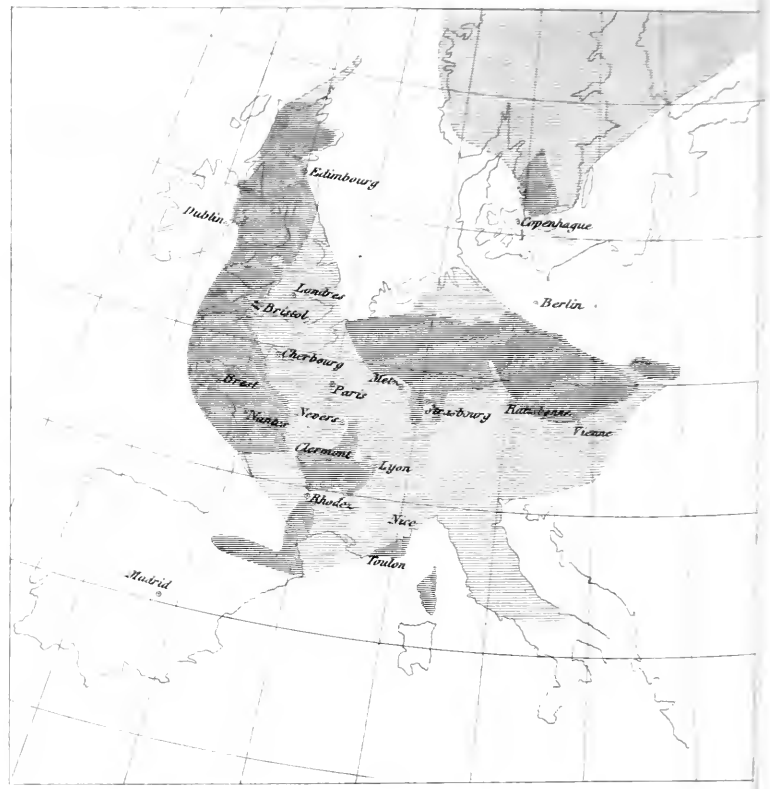 Edimbourg
Dublin
Copenhague
Londres
Berlin
Bristol
Cherbourg
Metz
Brest
Paris
Strasbourg
Ratisbonne
Nantes
Nevers
Vienne
Clermont
Lyon
Rhodez
Nice
Toulon
Madrid